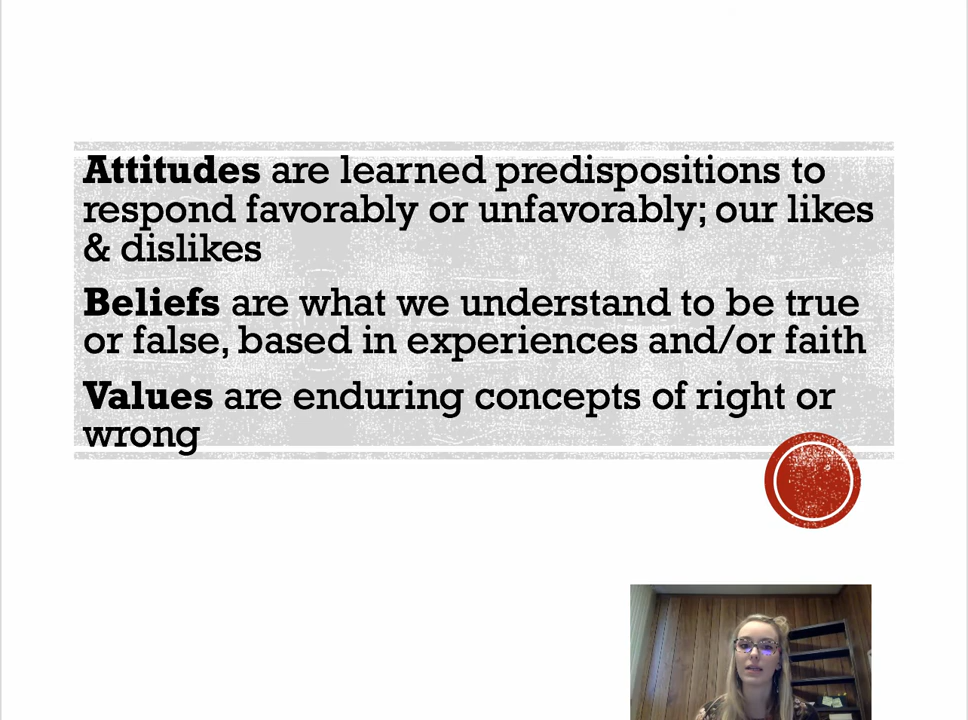 Attitudes are learned predispositions to
respond favorably or unfavorably; our likes
& dislikes
Beliefs are what we understand to be true
or false, based in experiences and/or faith
Values are enduring concepts of right or
wrong